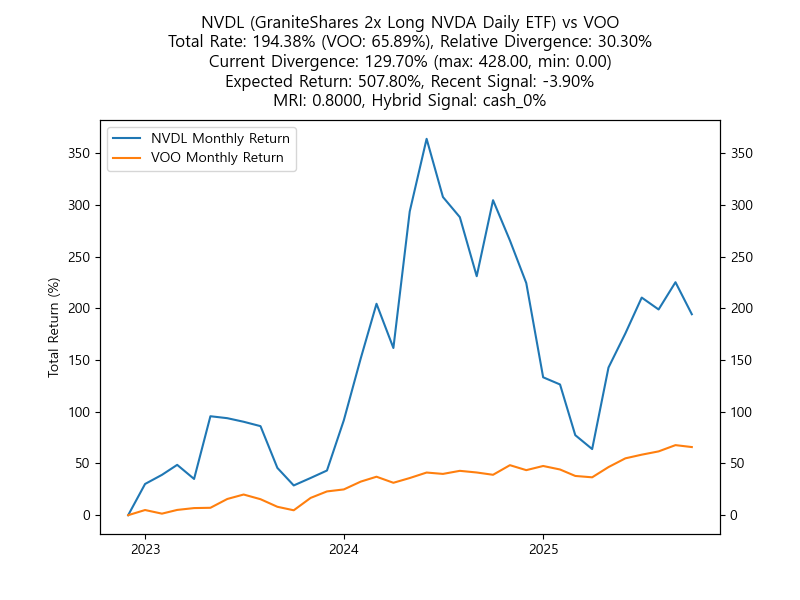 NVDL (GraniteShares 2x Long NVDA Daily ETF) vs VOO
Total Rate: 194.38% (VOO: 65.89%), Relative Divergence: 30.30%
Current Divergence: 129.70% (max: 428.00, min: 0.00)
Expected Return: 507.80%, Recent Signal: -3.90%
MRI: 0.8000, Hybrid Signal: cash_0%
NVDL Monthly Return
VOO Monthly Return
Total Return (%)
350 350
300 300
250 250
200 200
150 150
100 100
50 50
0 0
2023 2024 2025